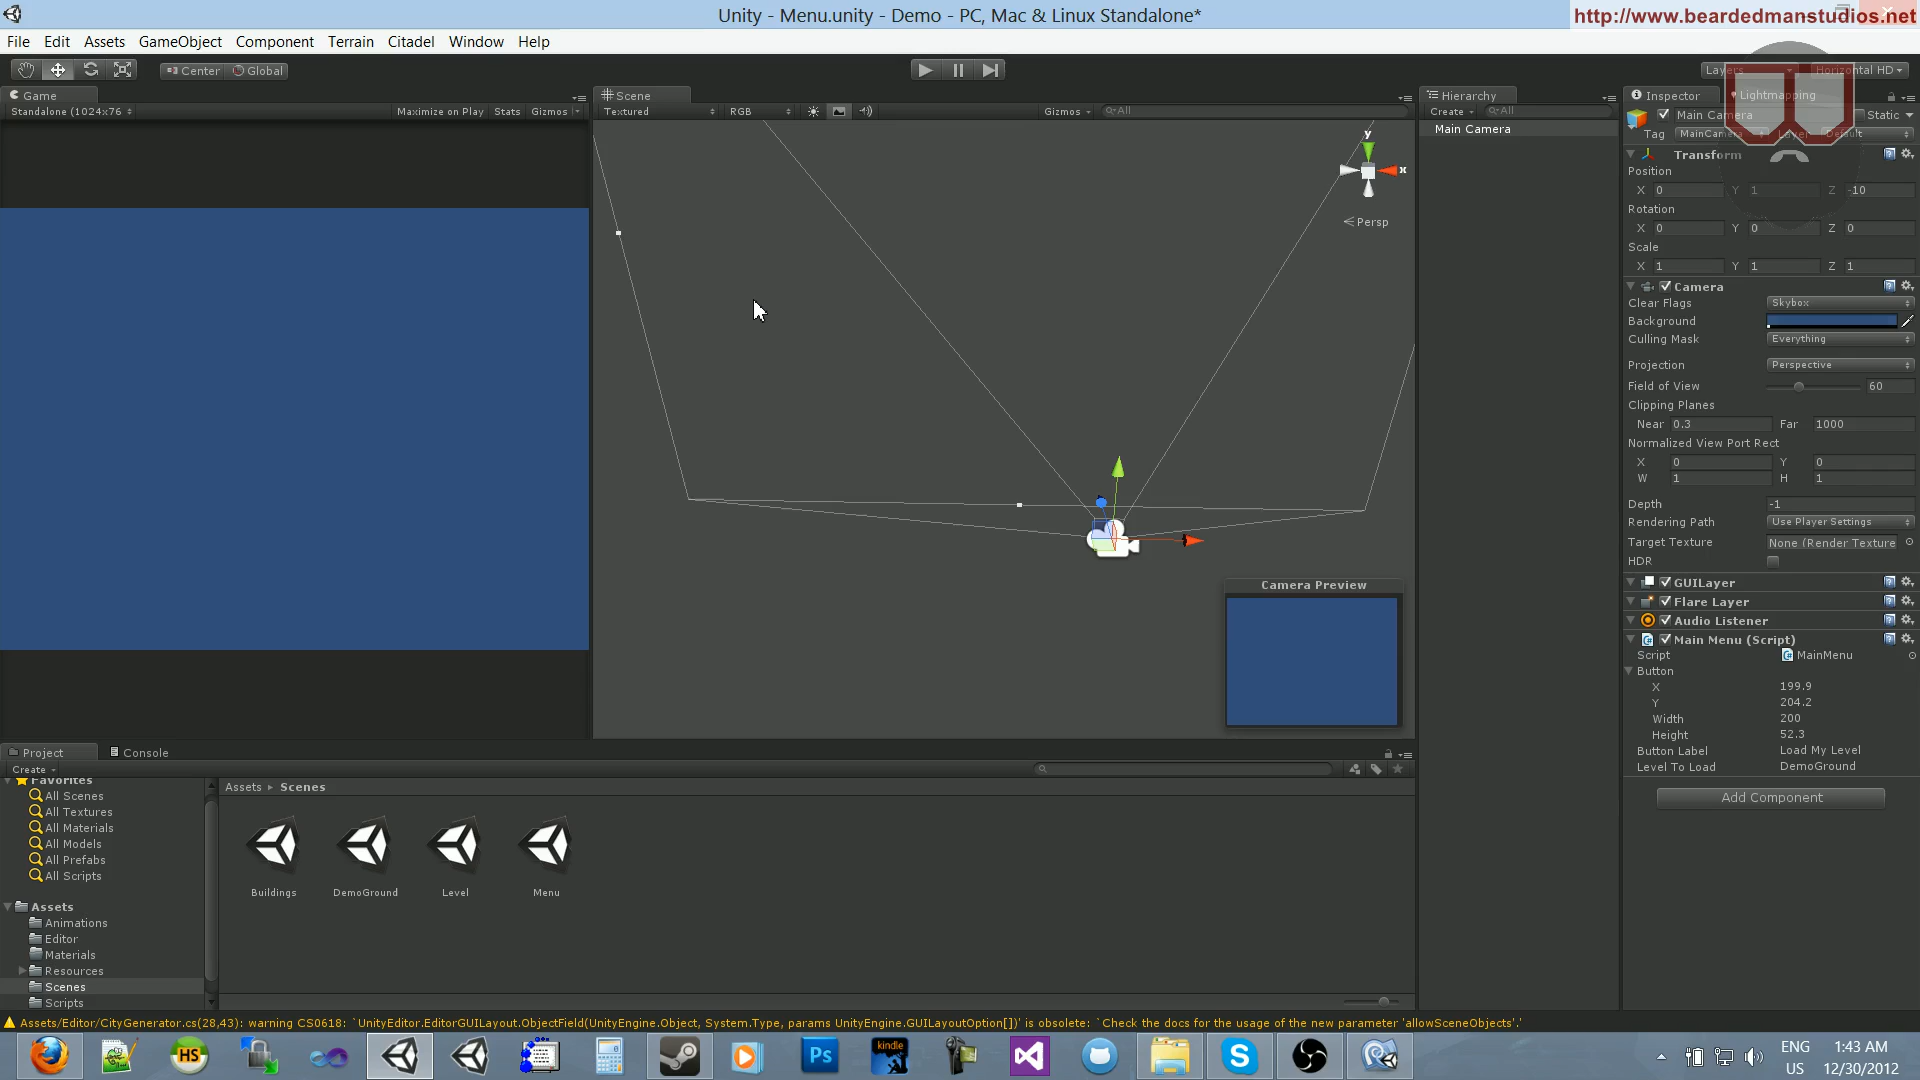 Unity - Menu.unity - Demo - PC, Mac & Linux Standalone*
http://www.beardedmanstudios.net
File Edit Assets GameObject Component Terrain Citadel Window Help
Center Global
Layers Horizontal HD
Game
Standalone (1024x76 Maximize on Play Stats Gizmos
Scene
Textured RGB Gizmos All
y
x
Persp
Camera Preview
Hierarchy
Create All
Main Camera
Inspector Lightmapping
Main Camera Static
Tag MainCamera Layer Default
Transform
Position
X 0 Y 1 Z -10
Rotation
X 0 Y 0 Z 0
Scale
X 1 Y 1 Z 1
Camera
Clear Flags Skybox
Background
Culling Mask Everything
Projection Perspective
Field of View 60
Clipping Planes
Near 0.3 Far 1000
Normalized View Port Rect
X 0 Y 0
W 1 H 1
Depth -1
Rendering Path Use Player Settings
Target Texture None (Render Texture
HDR
GUILayer
Flare Layer
Audio Listener
Main Menu (Script)
Script MainMenu
Button
X 199.9
Y 204.2
Width 200
Height 52.3
Button Label Load My Level
Level To Load DemoGround
Add Component
Project Console
Create
Favorites
All Scenes
All Textures
All Materials
All Models
All Prefabs
All Scripts
Assets
Animations
Editor
Materials
Resources
Scenes
Scripts
Assets ▸ Scenes
Buildings DemoGround Level Menu
Assets/Editor/CityGenerator.cs(28,43): warning CS0618: `UnityEditor.EditorGUILayout.ObjectField(UnityEngine.Object, System.Type, params UnityEngine.GUILayoutOption[])' is obsolete: `Check the docs for the usage of the new parameter 'allowSceneObjects'.'
HS
Ps
kindle
ENG
US
1:43 AM
12/30/2012